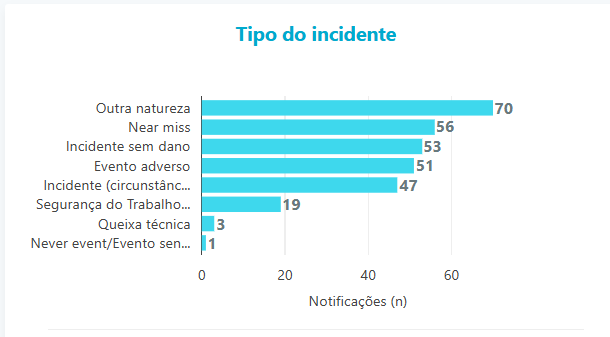 Tipo do incidente
Outra natureza 70
Near miss 56
Incidente sem dano 53
Evento adverso 51
Incidente (circunstânc... 47
Segurança do Trabalho... 19
Queixa técnica 3
Never event/Evento sen... 1
0 20 40 60
Notificações (n)